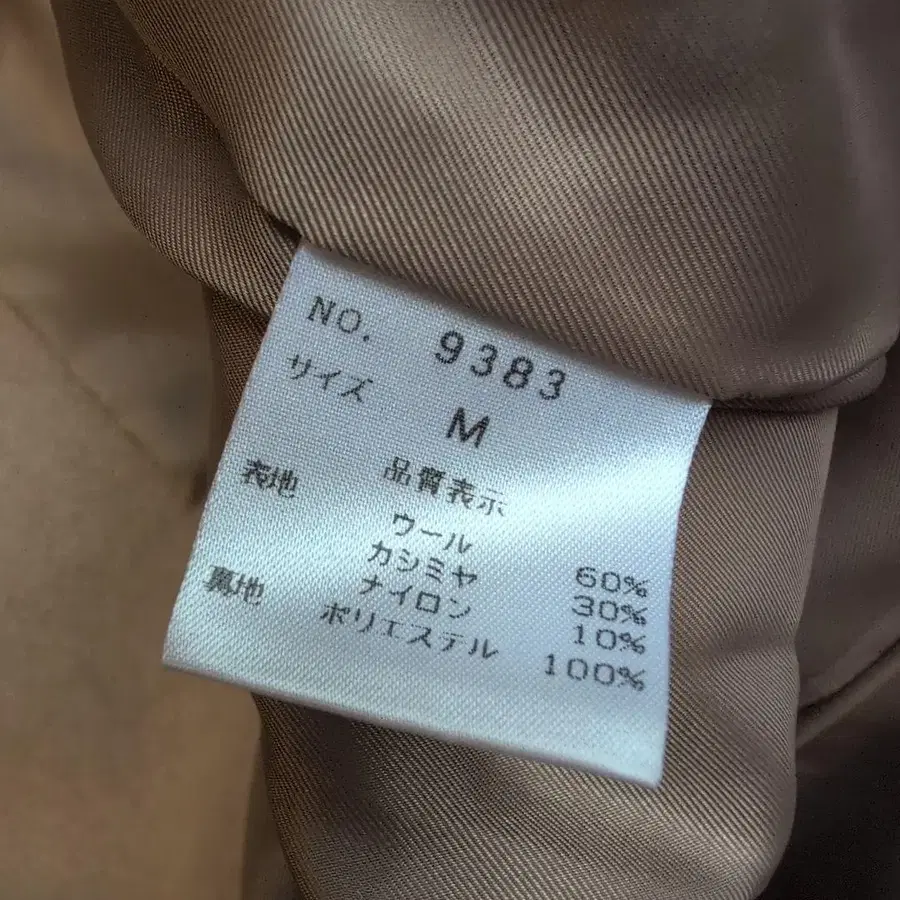 NO. 9383
サイズ M
品質表示
表地 ウール 60%
カシミヤ 30%
ナイロン 10%
裏地 ポリエステル 100%